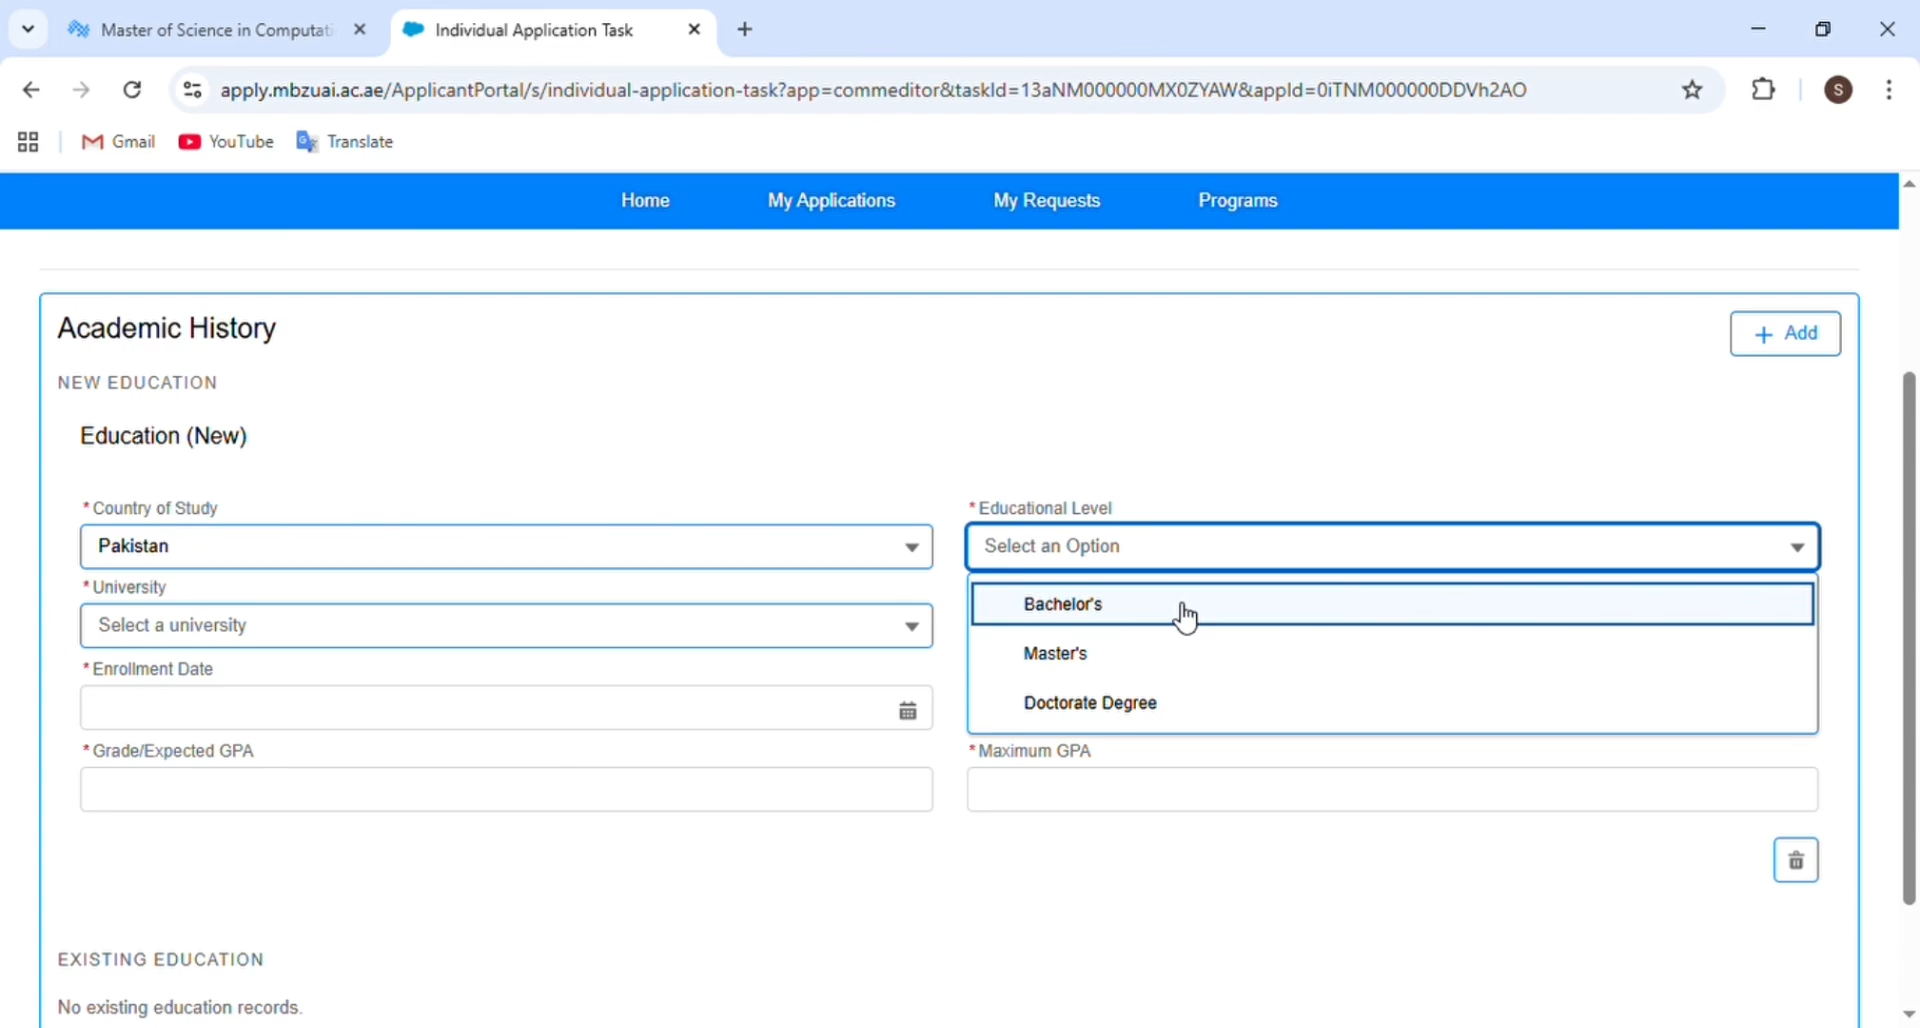 Master of Science in Computati
Individual Application Task
apply.mbzuai.ac.ae/ApplicantPortal/s/individual-application-task?app=commeditor&taskId=13aNM000000MX0ZYAW&appId=0iTNM000000DDVh2AO
S
Gmail
YouTube
Translate
Home
My Applications
My Requests
Programs
Academic History
+ Add
NEW EDUCATION
Education (New)
* Country of Study
* Educational Level
Pakistan
Select an Option
* University
Select a university
Bachelor's
Master's
Doctorate Degree
* Enrollment Date
* Grade/Expected GPA
* Maximum GPA
EXISTING EDUCATION
No existing education records.